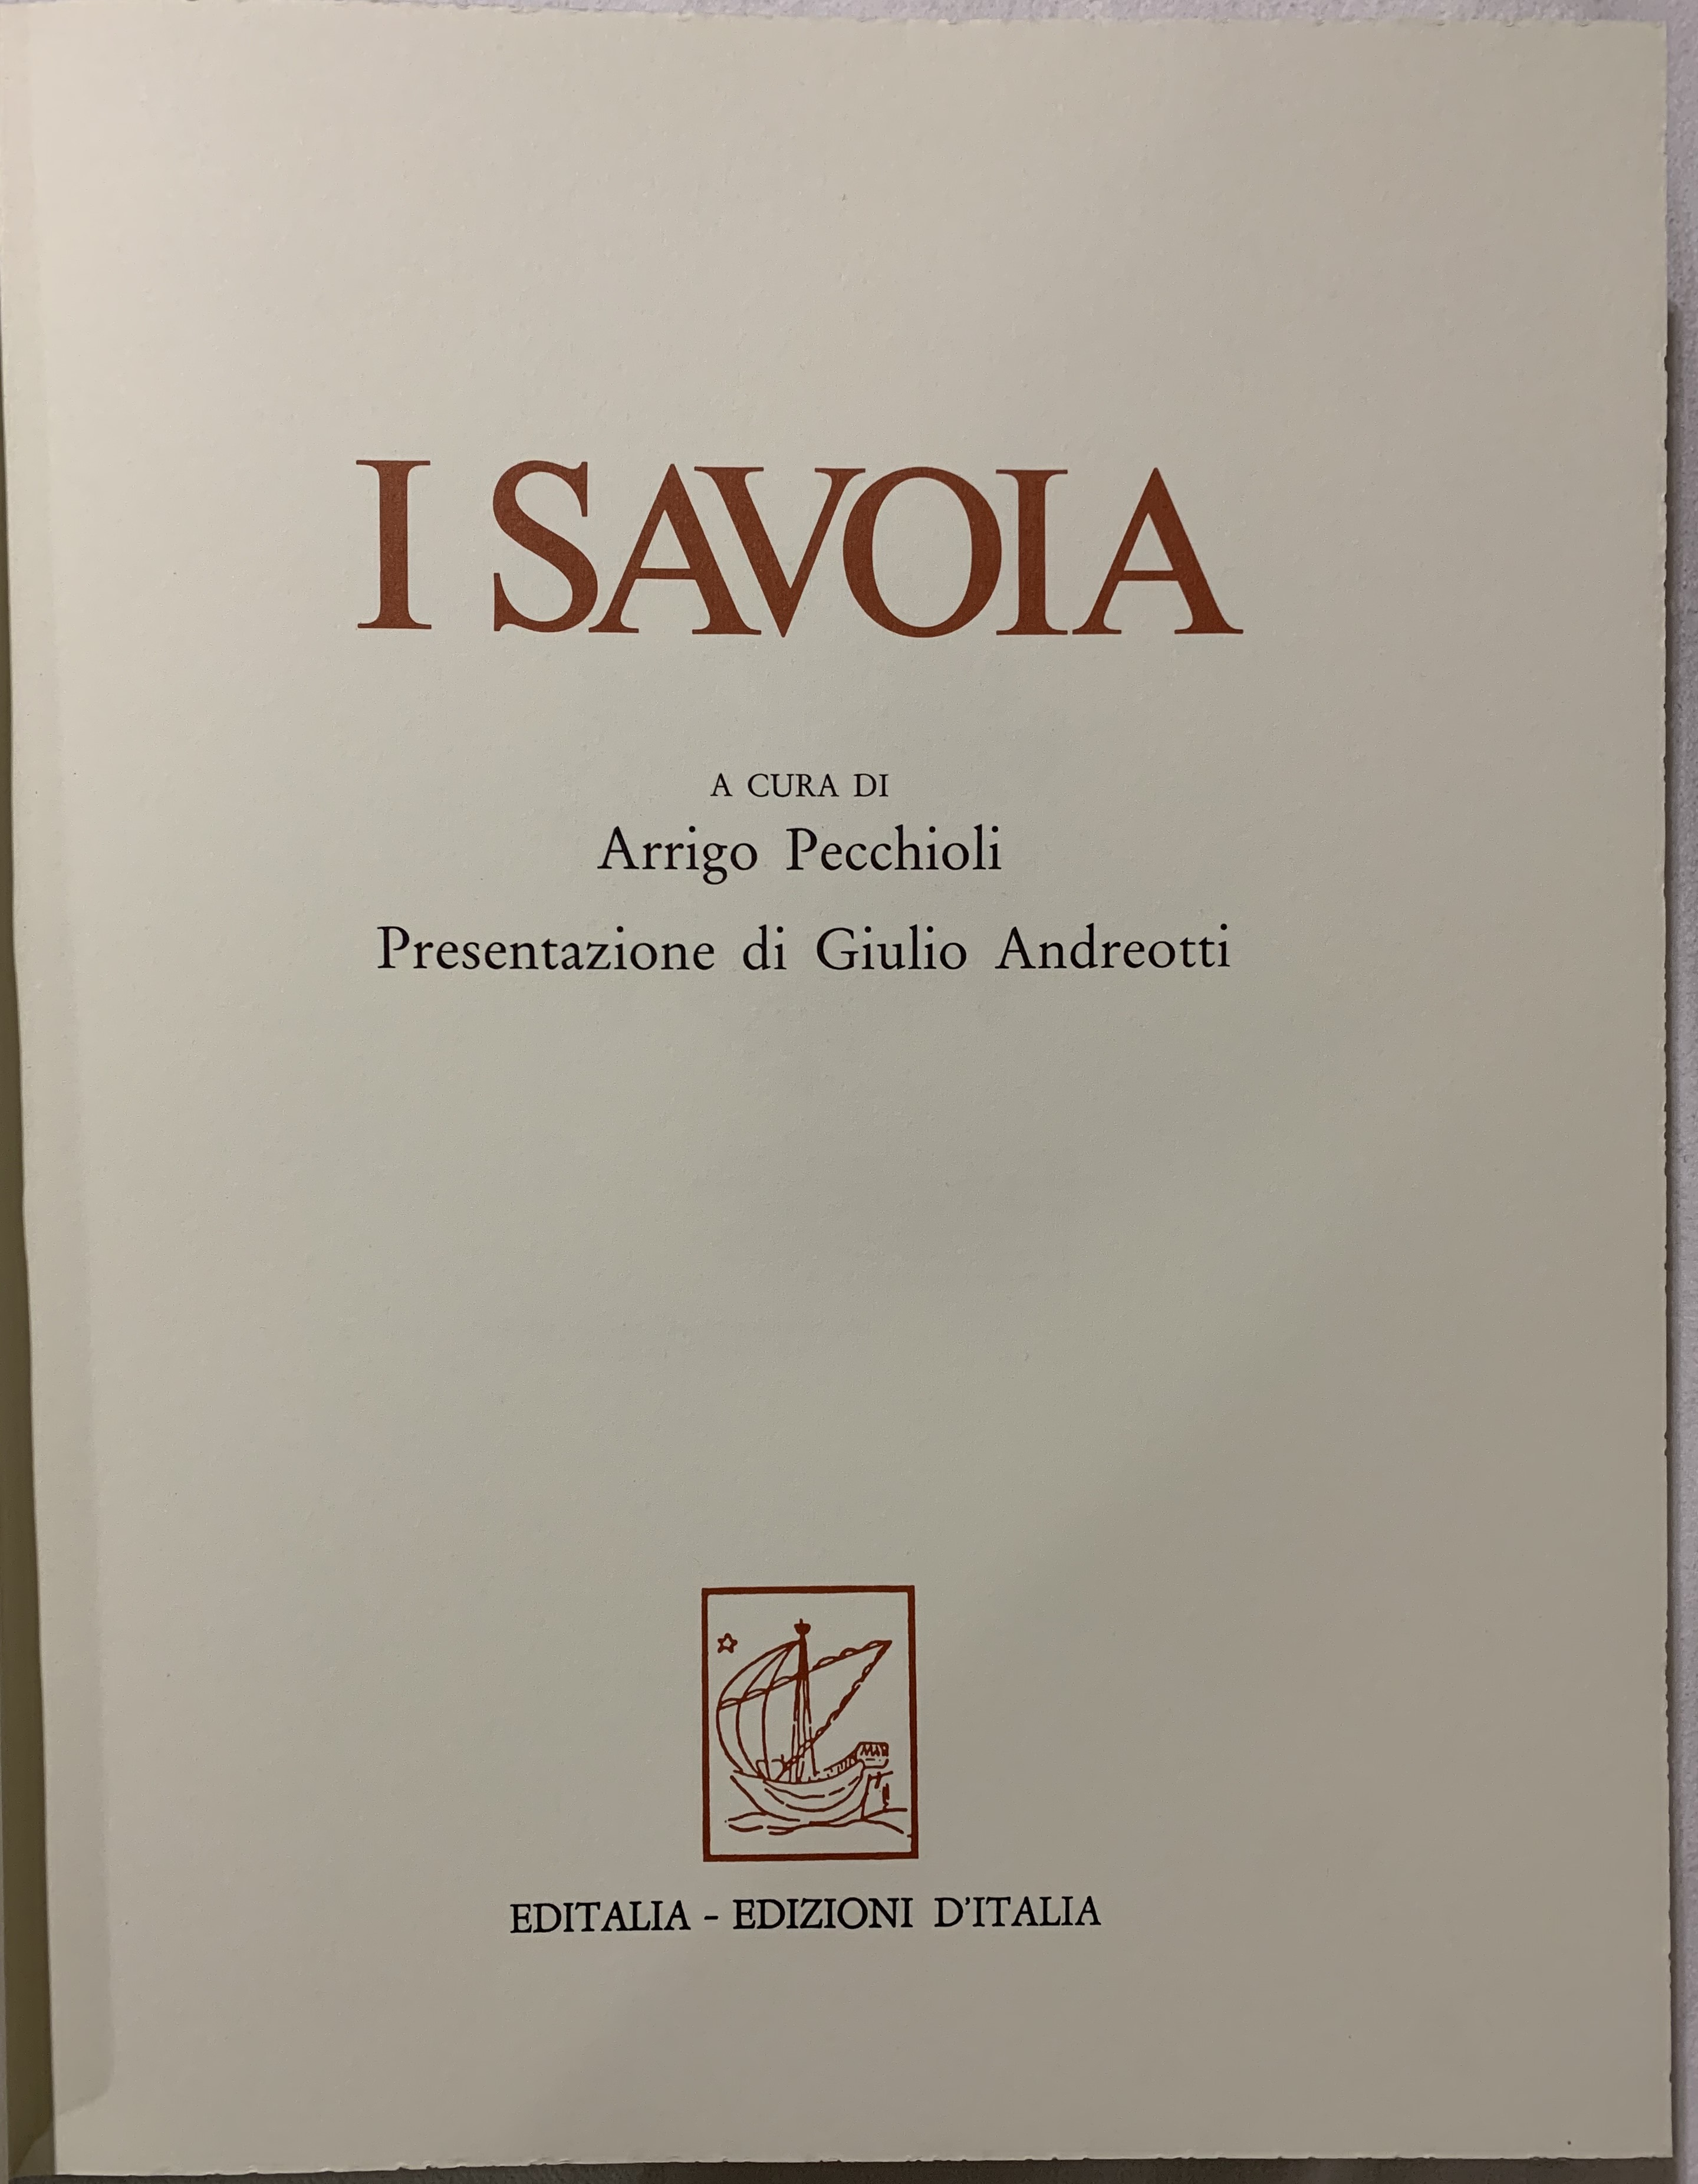 I SAVOIA
A CURA DI
Arrigo Pecchioli
Presentazione di Giulio Andreotti
EDITALIA - EDIZIONI D'ITALIA